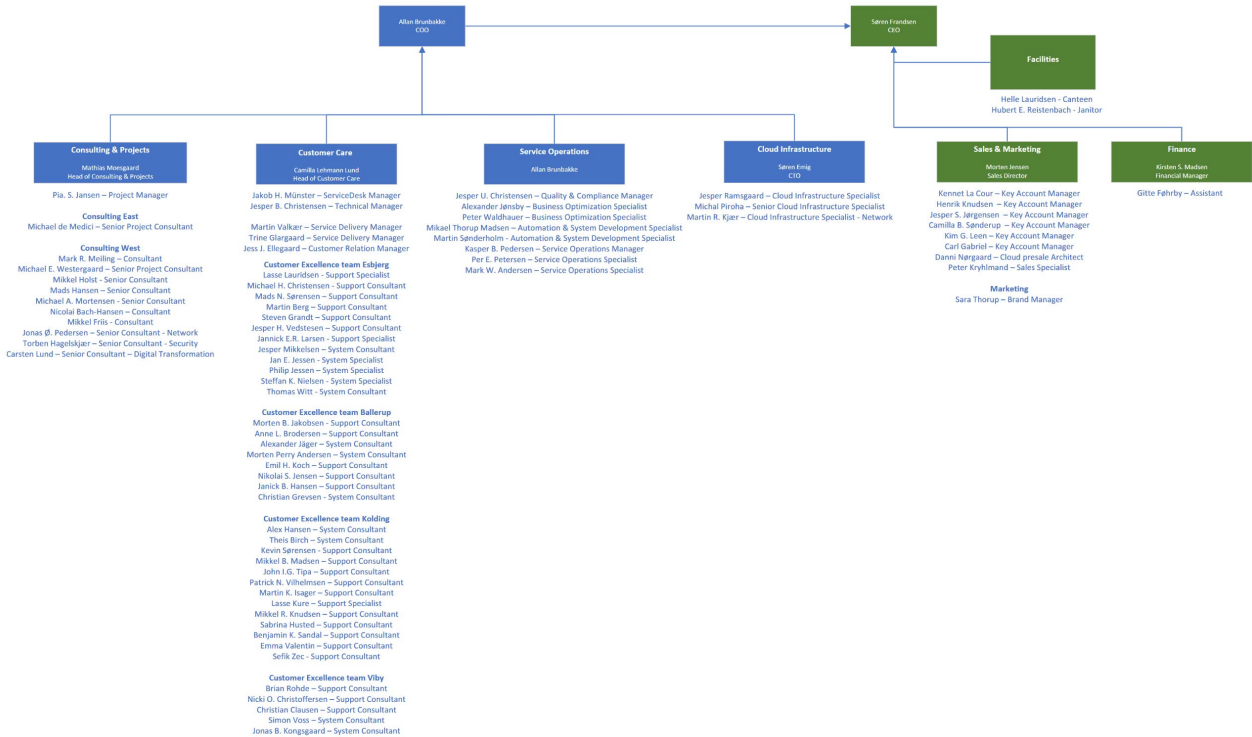 Allan Brunbakke
COO
Søren Frandsen
CEO
Facilities
Helle Lauridsen - Canteen
Hubert E. Reistenbach - Janitor
Consulting & Projects
Mathias Moesgaard
Head of Consulting & Projects
Pia. S. Jansen – Project Manager
Consulting East
Michael de Medici – Senior Project Consultant
Consulting West
Mark R. Meiling – Consultant
Michael E. Westergaard – Senior Project Consultant
Mikkel Holst - Senior Consultant
Mads Hansen – Senior Consultant
Michael A. Mortensen - Senior Consultant
Nicolai Bach-Hansen – Consultant
Mikkel Friis - Consultant
Jonas Ø. Pedersen – Senior Consultant - Network
Torben Hagelskjær – Senior Consultant - Security
Carsten Lund – Senior Consultant – Digital Transformation
Customer Care
Camilla Lehmann Lund
Head of Customer Care
Jakob H. Münster – ServiceDesk Manager
Jesper B. Christensen – Technical Manager
Martin Valkær – Service Delivery Manager
Trine Glargaard – Service Delivery Manager
Jess J. Ellegaard – Customer Relation Manager
Customer Excellence team Esbjerg
Lasse Lauridsen - Support Specialist
Michael H. Christensen - Support Consultant
Mads N. Sørensen – Support Consultant
Martin Berg – Support Consultant
Steven Grandt – Support Consultant
Jesper H. Vedstesen - Support Consultant
Jannick E.R. Larsen - Support Specialist
Jesper Mikkelsen – System Consultant
Jan E. Jessen - System Specialist
Philip Jessen – System Specialist
Steffan K. Nielsen - System Specialist
Thomas Witt - System Consultant
Customer Excellence team Ballerup
Morten B. Jakobsen - Support Consultant
Anne L. Brodersen – Support Consultant
Alexander Jäger – System Consultant
Morten Perry Andersen – System Consultant
Emil H. Koch – Support Consultant
Nikolai S. Jensen – Support Consultant
Janick B. Hansen – Support Consultant
Christian Grevsen - System Consultant
Customer Excellence team Kolding
Alex Hansen – System Consultant
Theis Birch – System Consultant
Kevin Sørensen - Support Consultant
Mikkel B. Madsen – Support Consultant
John I.G. Tipa – Support Consultant
Patrick N. Vilhelmsen – Support Consultant
Martin K. Isager – Support Consultant
Lasse Kure – Support Specialist
Mikkel R. Knudsen – Support Consultant
Sabrina Husted – Support Consultant
Benjamin K. Sandal – Support Consultant
Emma Valentin – Support Consultant
Sefik Zec - Support Consultant
Customer Excellence team Viby
Brian Rohde – Support Consultant
Nicki O. Christoffersen – Support Consultant
Christian Clausen – Support Consultant
Simon Voss – System Consultant
Jonas B. Kongsgaard – System Consultant
Service Operations
Allan Brunbakke
Jesper U. Christensen - Quality & Compliance Manager
Alexander Jønsby – Business Optimization Specialist
Peter Waldhauer – Business Optimization Specialist
Mikael Thorup Madsen – Automation & System Development Specialist
Martin Sønderholm - Automation & System Development Specialist
Kasper B. Pedersen – Service Operations Manager
Per E. Petersen – Service Operations Specialist
Mark W. Andersen – Service Operations Specialist
Cloud Infrastructure
Søren Emig
CTO
Jesper Ramsgaard – Cloud Infrastructure Specialist
Michal Piroha – Senior Cloud Infrastructure Specialist
Martin R. Kjær – Cloud Infrastructure Specialist - Network
Sales & Marketing
Morten Jensen
Sales Director
Kennet La Cour – Key Account Manager
Henrik Knudsen – Key Account Manager
Jesper S. Jørgensen – Key Account Manager
Camilla B. Sønderup – Key Account Manager
Kim G. Leen – Key Account Manager
Carl Gabriel – Key Account Manager
Danni Nørgaard – Cloud presale Architect
Peter Kryhlmand – Sales Specialist
Marketing
Sara Thorup – Brand Manager
Finance
Kirsten S. Madsen
Financial Manager
Gitte Føhrby – Assistant